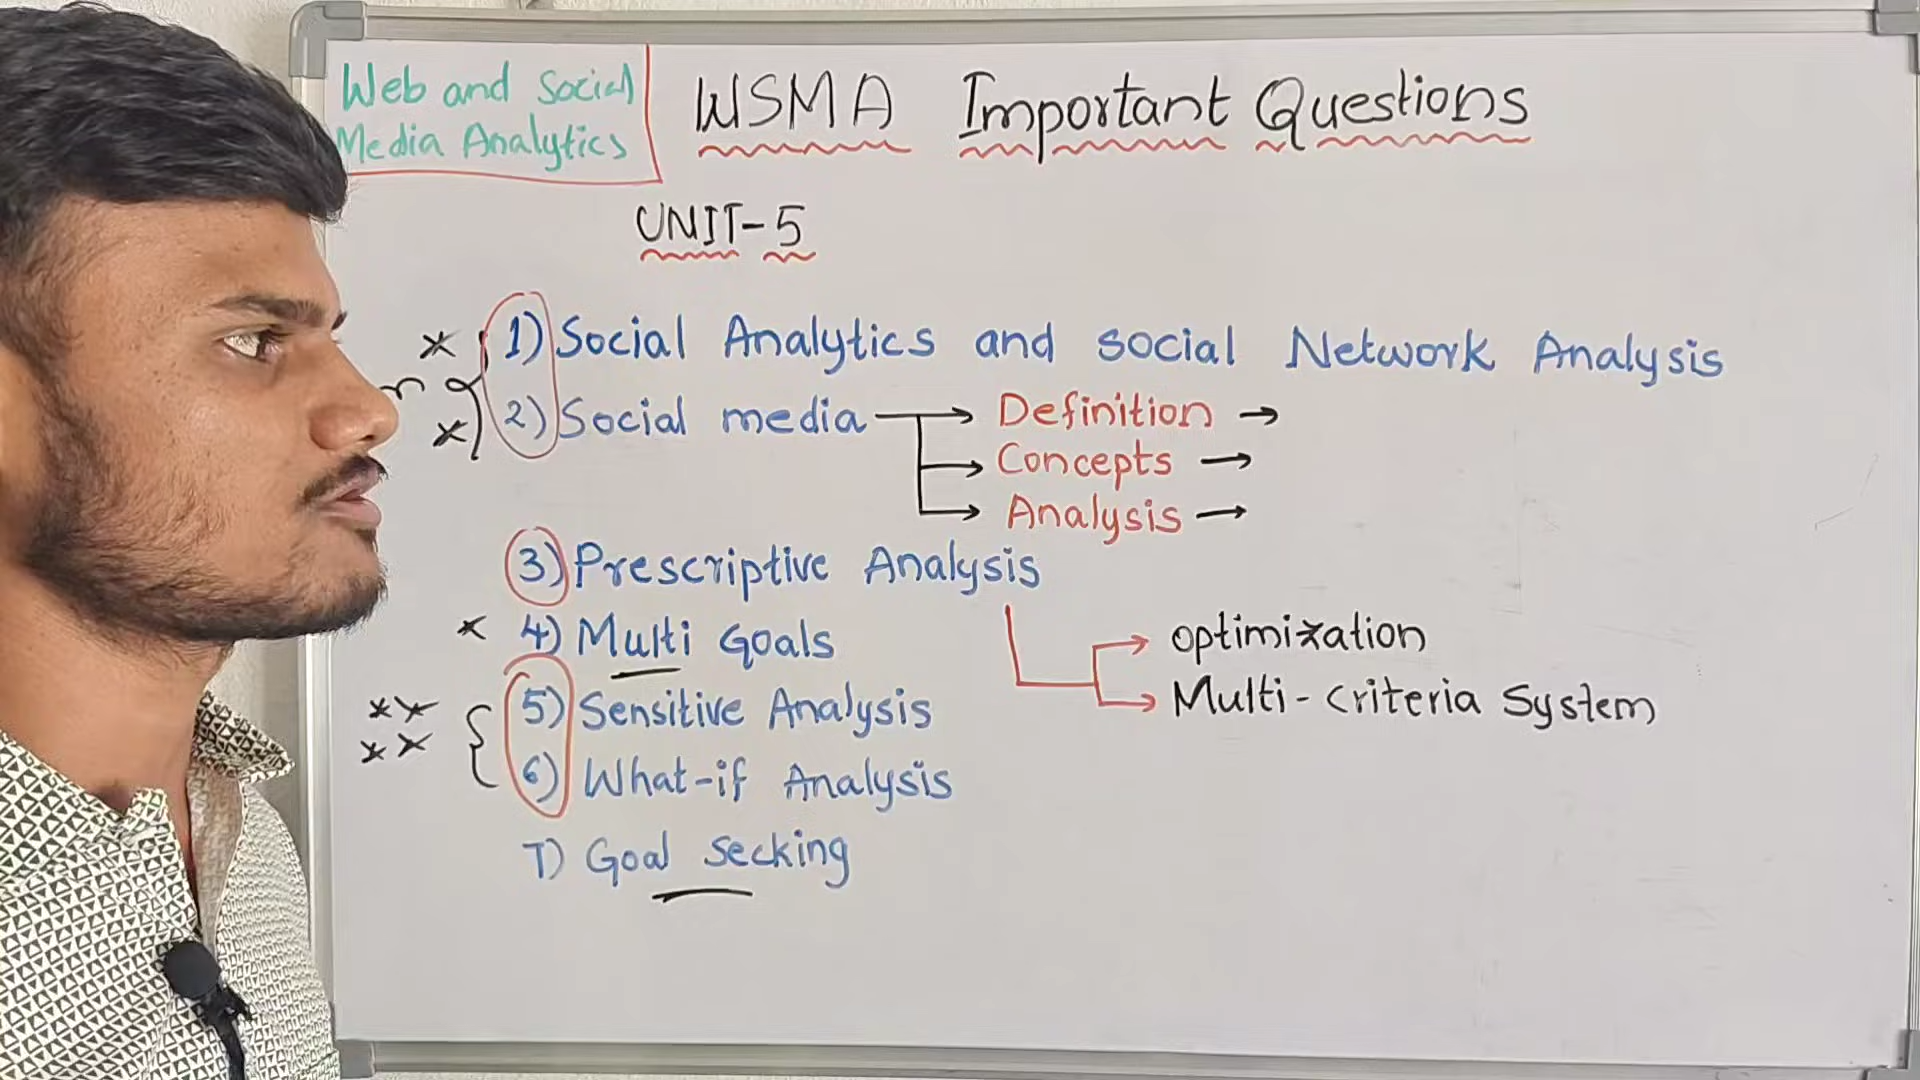 Web and Social
Media Analytics
WSMA Important Questions
UNIT-5
1) Social Analytics and social Network Analysis
2) Social media → Definition →
→ Concepts →
→ Analysis →
3) Prescriptive Analysis
→ optimization
→ Multi-criteria System
4) Multi Goals
5) Sensitive Analysis
6) What-if Analysis
7) Goal secking